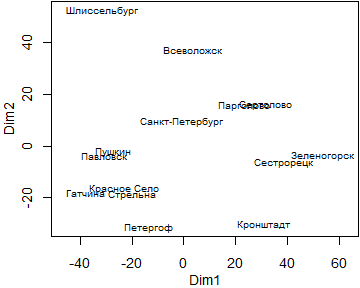 Шлиссельбург
Всеволожск
Парголово
Сертолово
Санкт-Петербург
Пушкин
Павловск
Зеленогорск
Сестрорецк
Красное Село
Гатчина
Стрельна
Кронштадт
Петергоф
Dim2
40
20
0
-20
-40
-20
0
20
40
60
Dim1